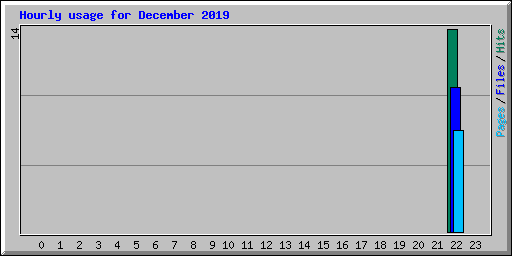 Hourly usage for December 2019
14
Pages/Files/Hits
0 1 2 3 4 5 6 7 8 9 10 11 12 13 14 15 16 17 18 19 20 21 22 23